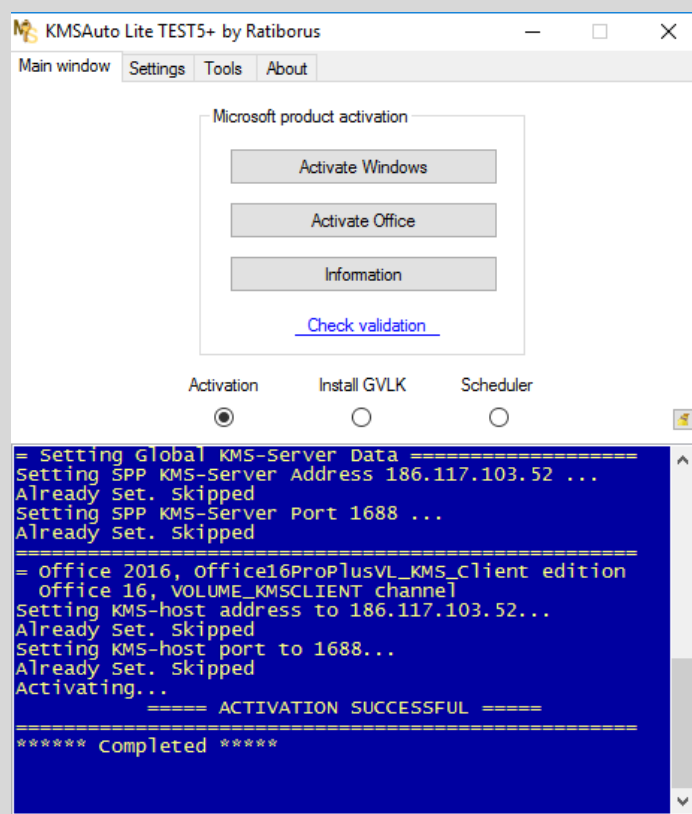 KMSAuto Lite TEST5+ by Ratiborus
Main window Settings Tools About
Microsoft product activation
Activate Windows
Activate Office
Information
Check validation
Activation Install GVLK Scheduler
= Setting Global KMS-Server Data ====================
Setting SPP KMS-Server Address 186.117.103.52 ...
Already Set. Skipped
Setting SPP KMS-Server Port 1688 ...
Already Set. Skipped
=======================================================
= Office 2016, Office16ProPlusVL_KMS_Client edition
Office 16, VOLUME_KMSCLIENT channel
Setting KMS-host address to 186.117.103.52...
Already Set. Skipped
Setting KMS-host port to 1688...
Already Set. Skipped
Activating...
===== ACTIVATION SUCCESSFUL =====
=======================================================
****** Completed *****